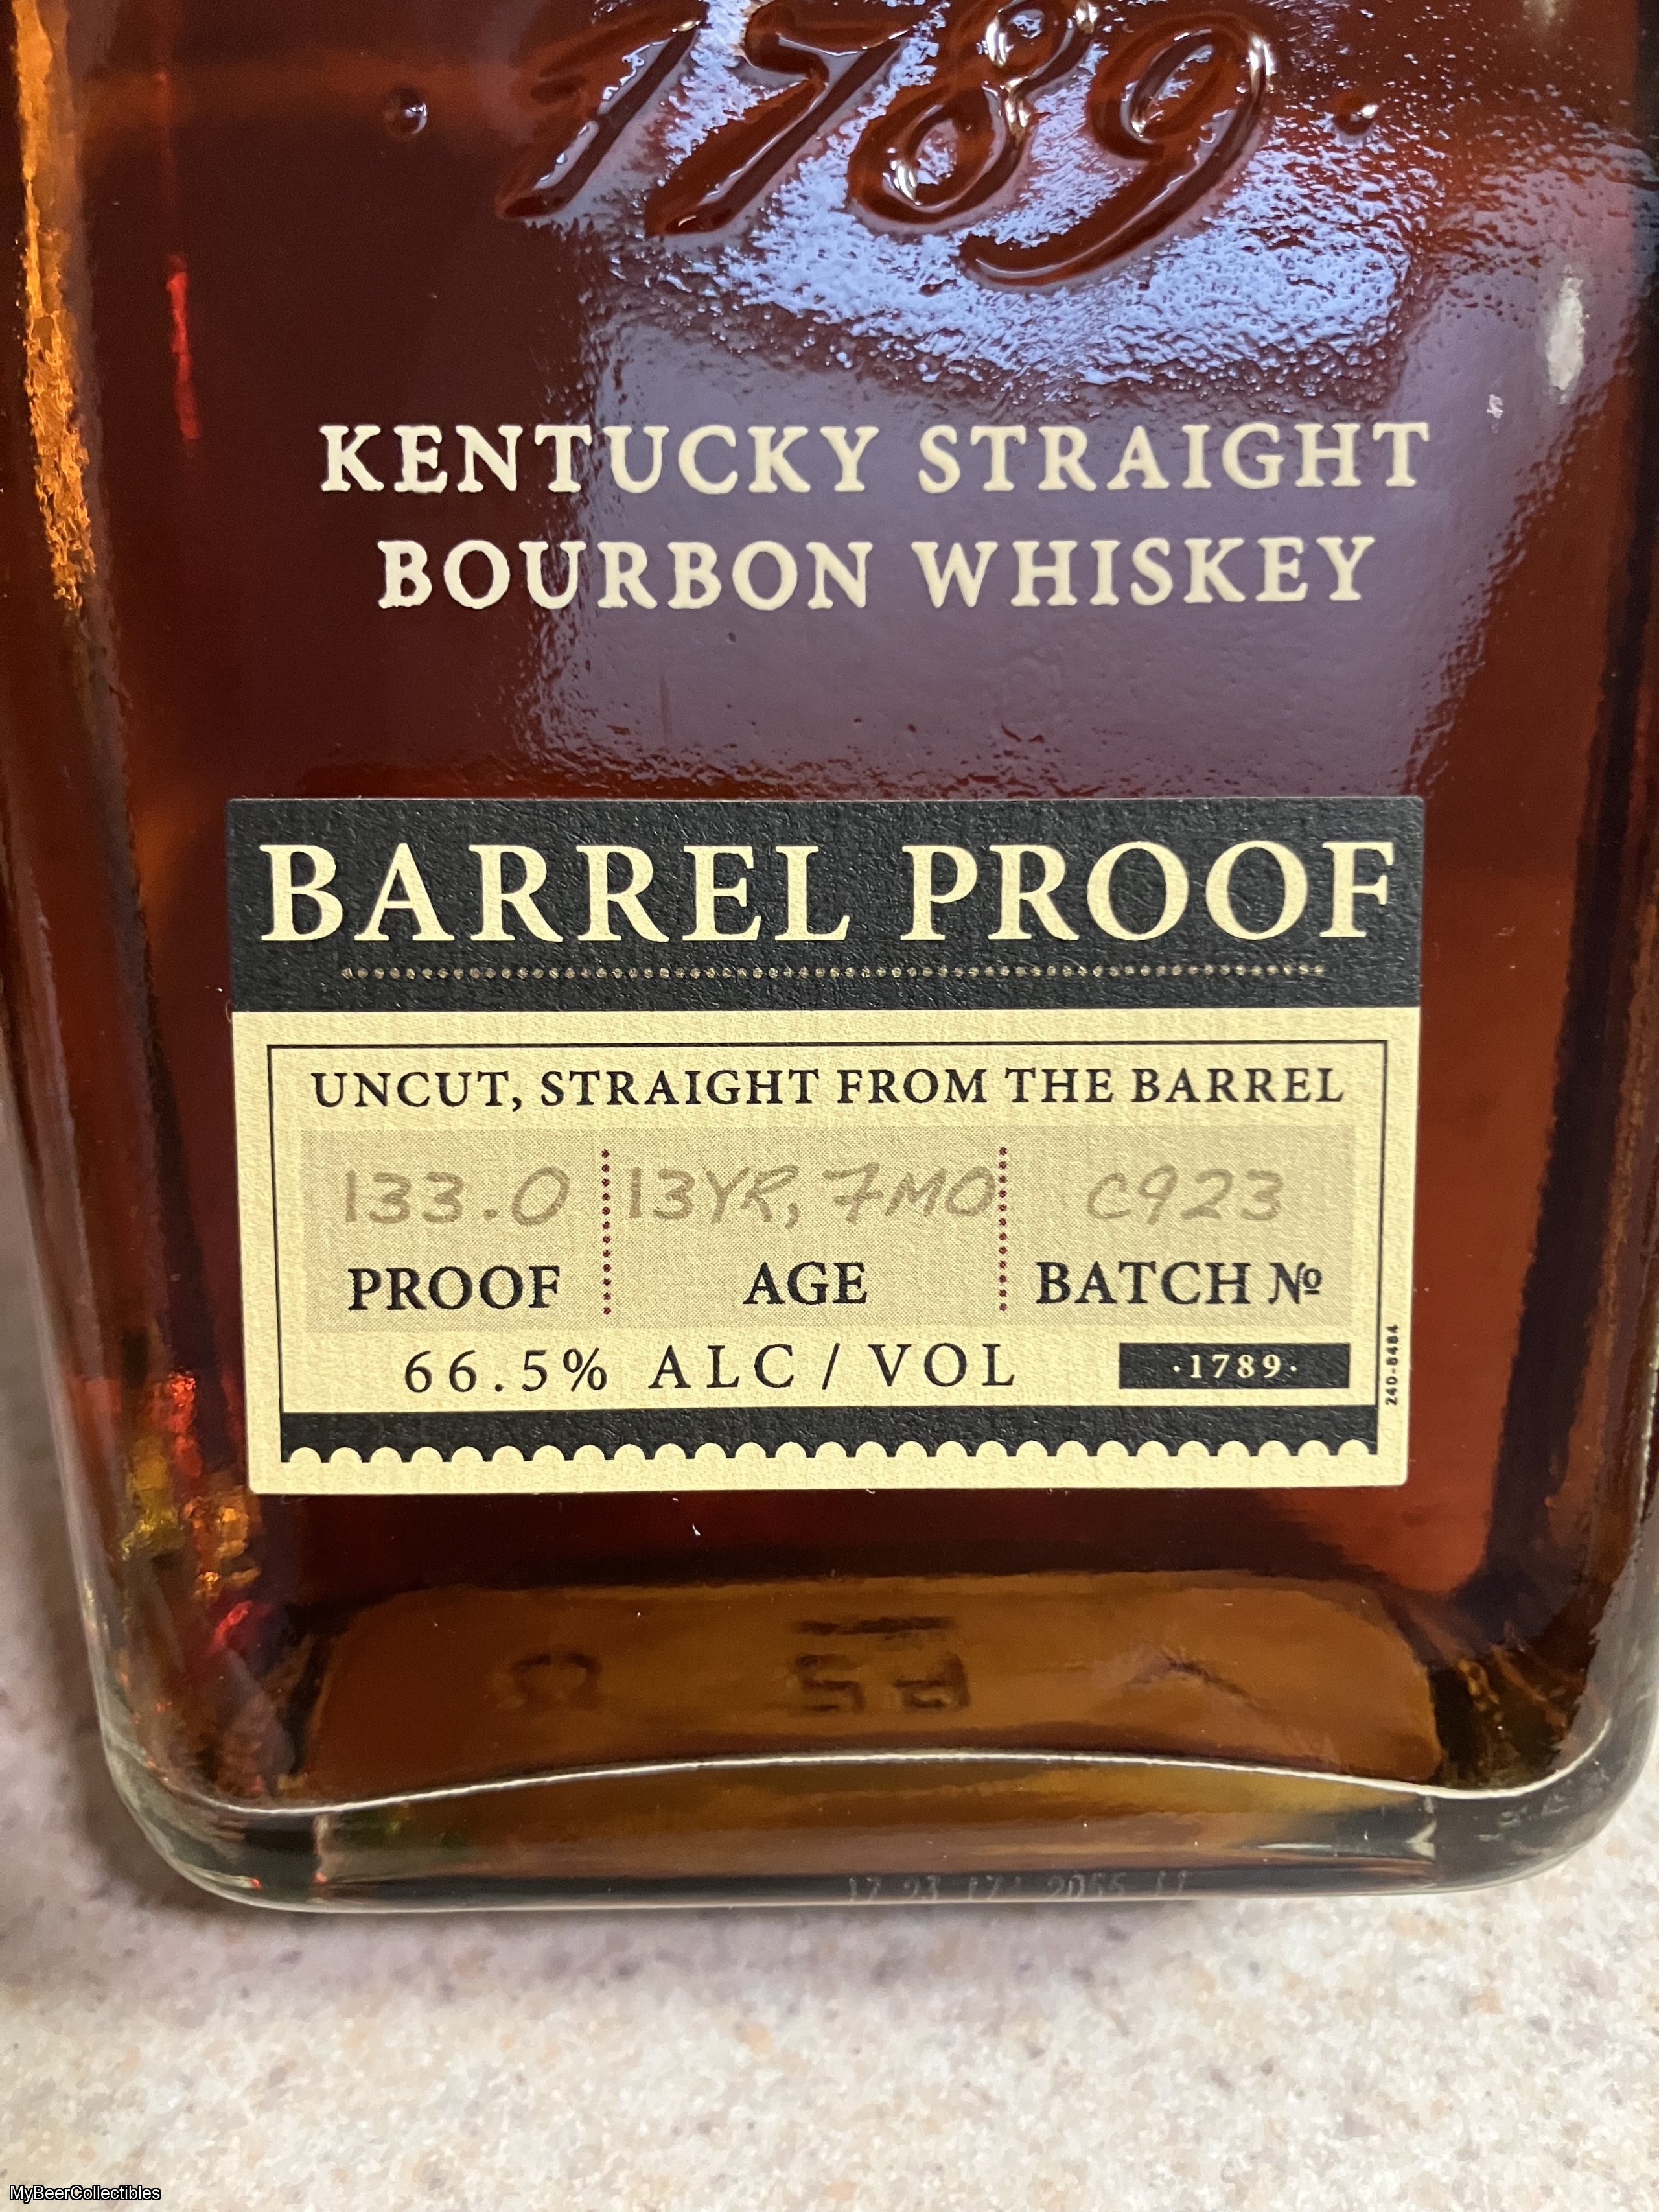 · 1789 ·
KENTUCKY STRAIGHT
BOURBON WHISKEY
BARREL PROOF
UNCUT, STRAIGHT FROM THE BARREL
133.0 13YR, 7MO C923
PROOF AGE BATCH №
66.5% ALC / VOL ·1789·
240-8484
MyBeerCollectibles